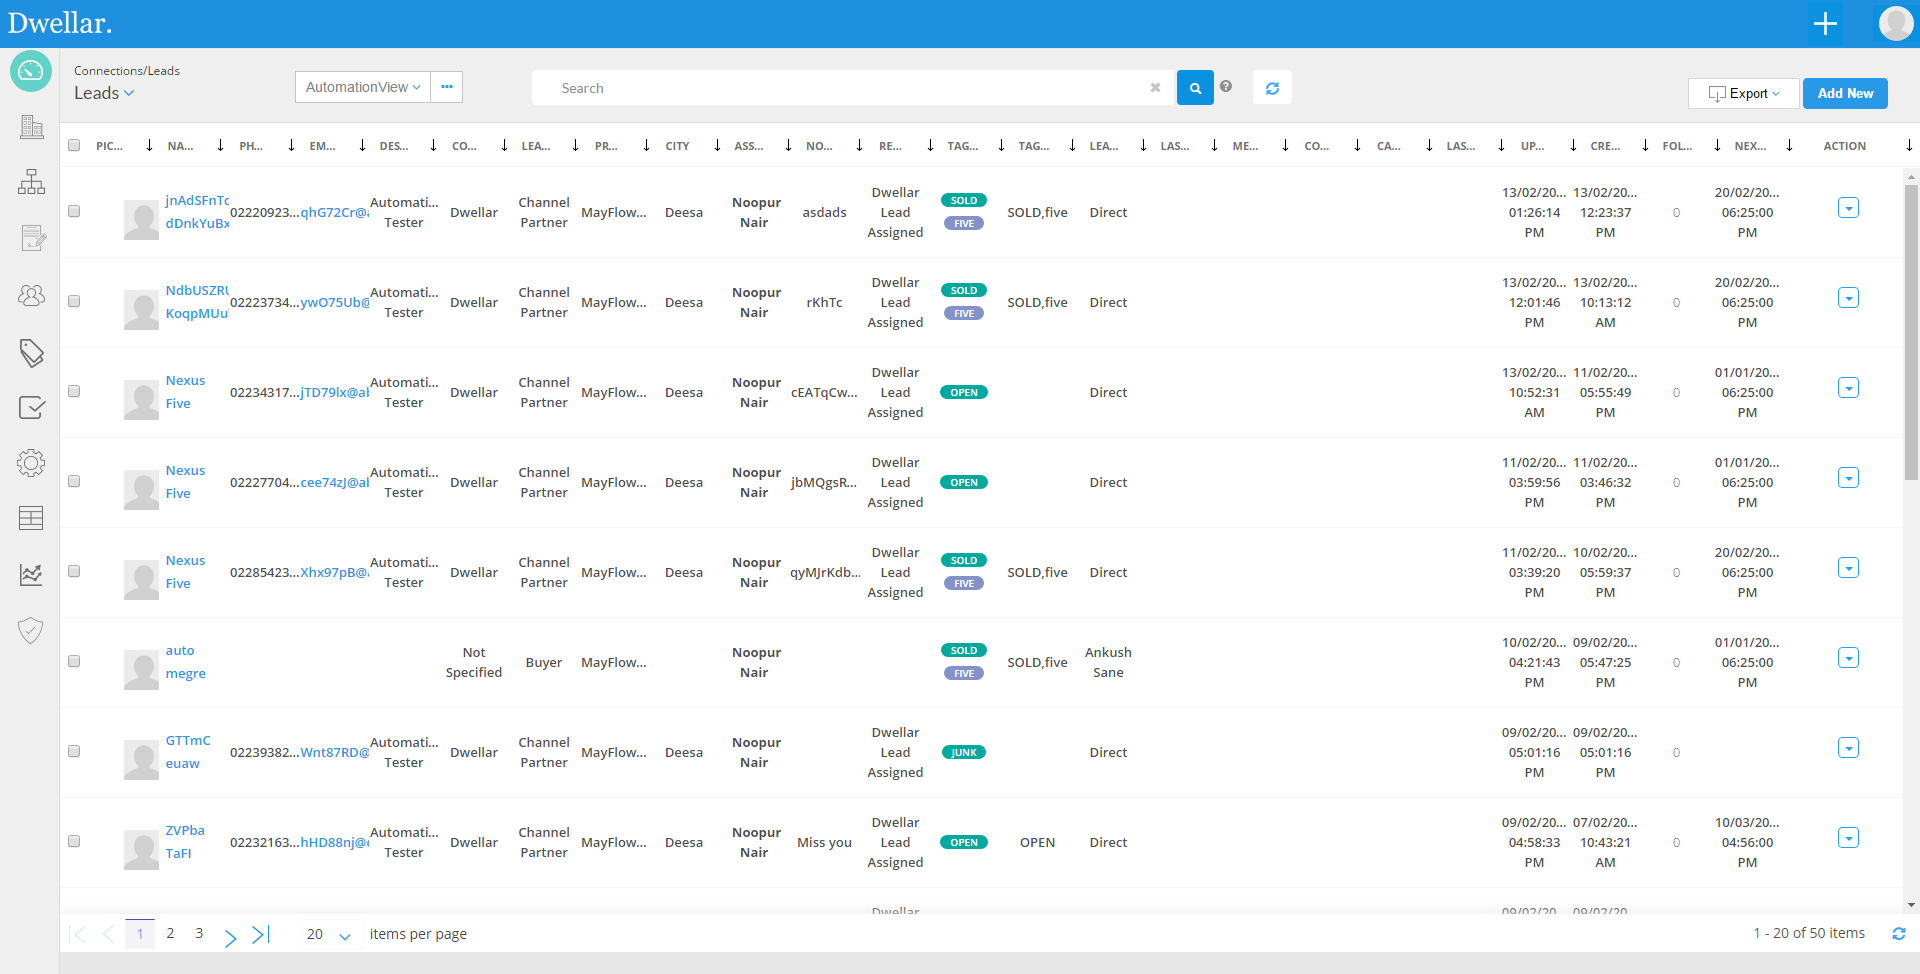 Dwellar.
Connections/Leads
Leads
AutomationView
...
Search
Export
Add New
PIC... NA... PH... EM... DES... CO... LEA... PR... CITY ASS... NO... RE... TAG... TAG... LEA... LAS... ME... CO... CA... LAS... UP... CRE... FOL... NEX... ACTION
jnAdSFnTc dDnkYuBx 02220923... qhG72Cr@ Automati... Tester Dwellar Channel Partner MayFlow... Deesa Noopur Nair asdads Dwellar Lead Assigned SOLD FIVE SOLD,five Direct 13/02/20... 01:26:14 PM 13/02/20... 12:23:37 PM 0 20/02/20... 06:25:00 PM
NdbUSZRU KoqpMUu 02223734... ywO75Ub@ Automati... Tester Dwellar Channel Partner MayFlow... Deesa Noopur Nair rKhTc Dwellar Lead Assigned SOLD FIVE SOLD,five Direct 13/02/20... 12:01:46 PM 13/02/20... 10:13:12 AM 0 20/02/20... 06:25:00 PM
Nexus Five 02234317... jTD79lx@al Automati... Tester Dwellar Channel Partner MayFlow... Deesa Noopur Nair cEATqCw... Dwellar Lead Assigned OPEN Direct 13/02/20... 10:52:31 AM 11/02/20... 05:55:49 PM 0 01/01/20... 06:25:00 PM
Nexus Five 02227704... cee74zJ@al Automati... Tester Dwellar Channel Partner MayFlow... Deesa Noopur Nair jbMQgsR... Dwellar Lead Assigned OPEN Direct 11/02/20... 03:59:56 PM 11/02/20... 03:46:32 PM 0 01/01/20... 06:25:00 PM
Nexus Five 02285423... Xhx97pB@ Automati... Tester Dwellar Channel Partner MayFlow... Deesa Noopur Nair qyMJrKdb... Dwellar Lead Assigned SOLD FIVE SOLD,five Direct 11/02/20... 03:39:20 PM 10/02/20... 05:59:37 PM 0 20/02/20... 06:25:00 PM
auto megre Not Specified Buyer MayFlow... Noopur Nair SOLD FIVE SOLD,five Ankush Sane 10/02/20... 04:21:43 PM 09/02/20... 05:47:25 PM 0 01/01/20... 06:25:00 PM
GTTmC euaw 02239382... Wnt87RD@ Automati... Tester Dwellar Channel Partner MayFlow... Deesa Noopur Nair Dwellar Lead Assigned JUNK Direct 09/02/20... 05:01:16 PM 09/02/20... 05:01:16 PM 0
ZVPba TaFI 02232163... hHD88nj@ Automati... Tester Dwellar Channel Partner MayFlow... Deesa Noopur Nair Miss you Dwellar Lead Assigned OPEN OPEN Direct 09/02/20... 04:58:33 PM 07/02/20... 10:43:21 AM 0 10/03/20... 04:56:00 PM
Dwellar 09/02/20 09/02/20
1 2 3 20 items per page 1 - 20 of 50 items